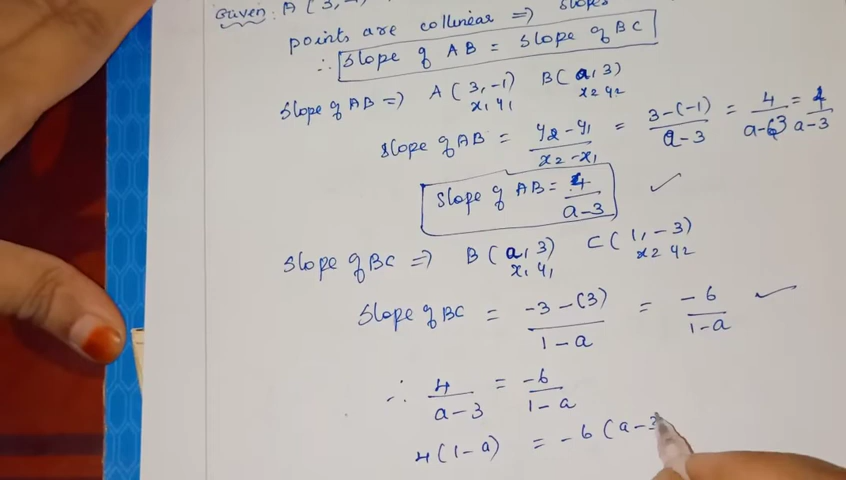 Given: A(3, -
points are collinear => slopes
∴ Slope of AB = Slope of BC
Slope of AB => A(3,-1) B(a,3)
x1 y1 x2 y2
Slope of AB = y2-y1/x2-x1 = 3-(-1)/a-3 = 4/a-3 = 4/a-3
Slope of AB = 4/a-3 ✓
Slope of BC => B(a,3) C(1,-3)
x1 y1 x2 y2
Slope of BC = -3-(3)/1-a = -6/1-a ✓
∴ 4/a-3 = -6/1-a
4(1-a) = -6(a-3